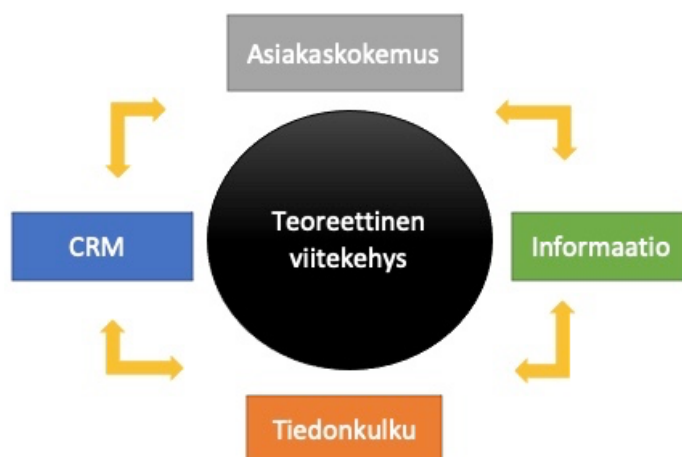 Asiakaskokemus
CRM
Teoreettinen
viitekehys
Informaatio
Tiedonkulku